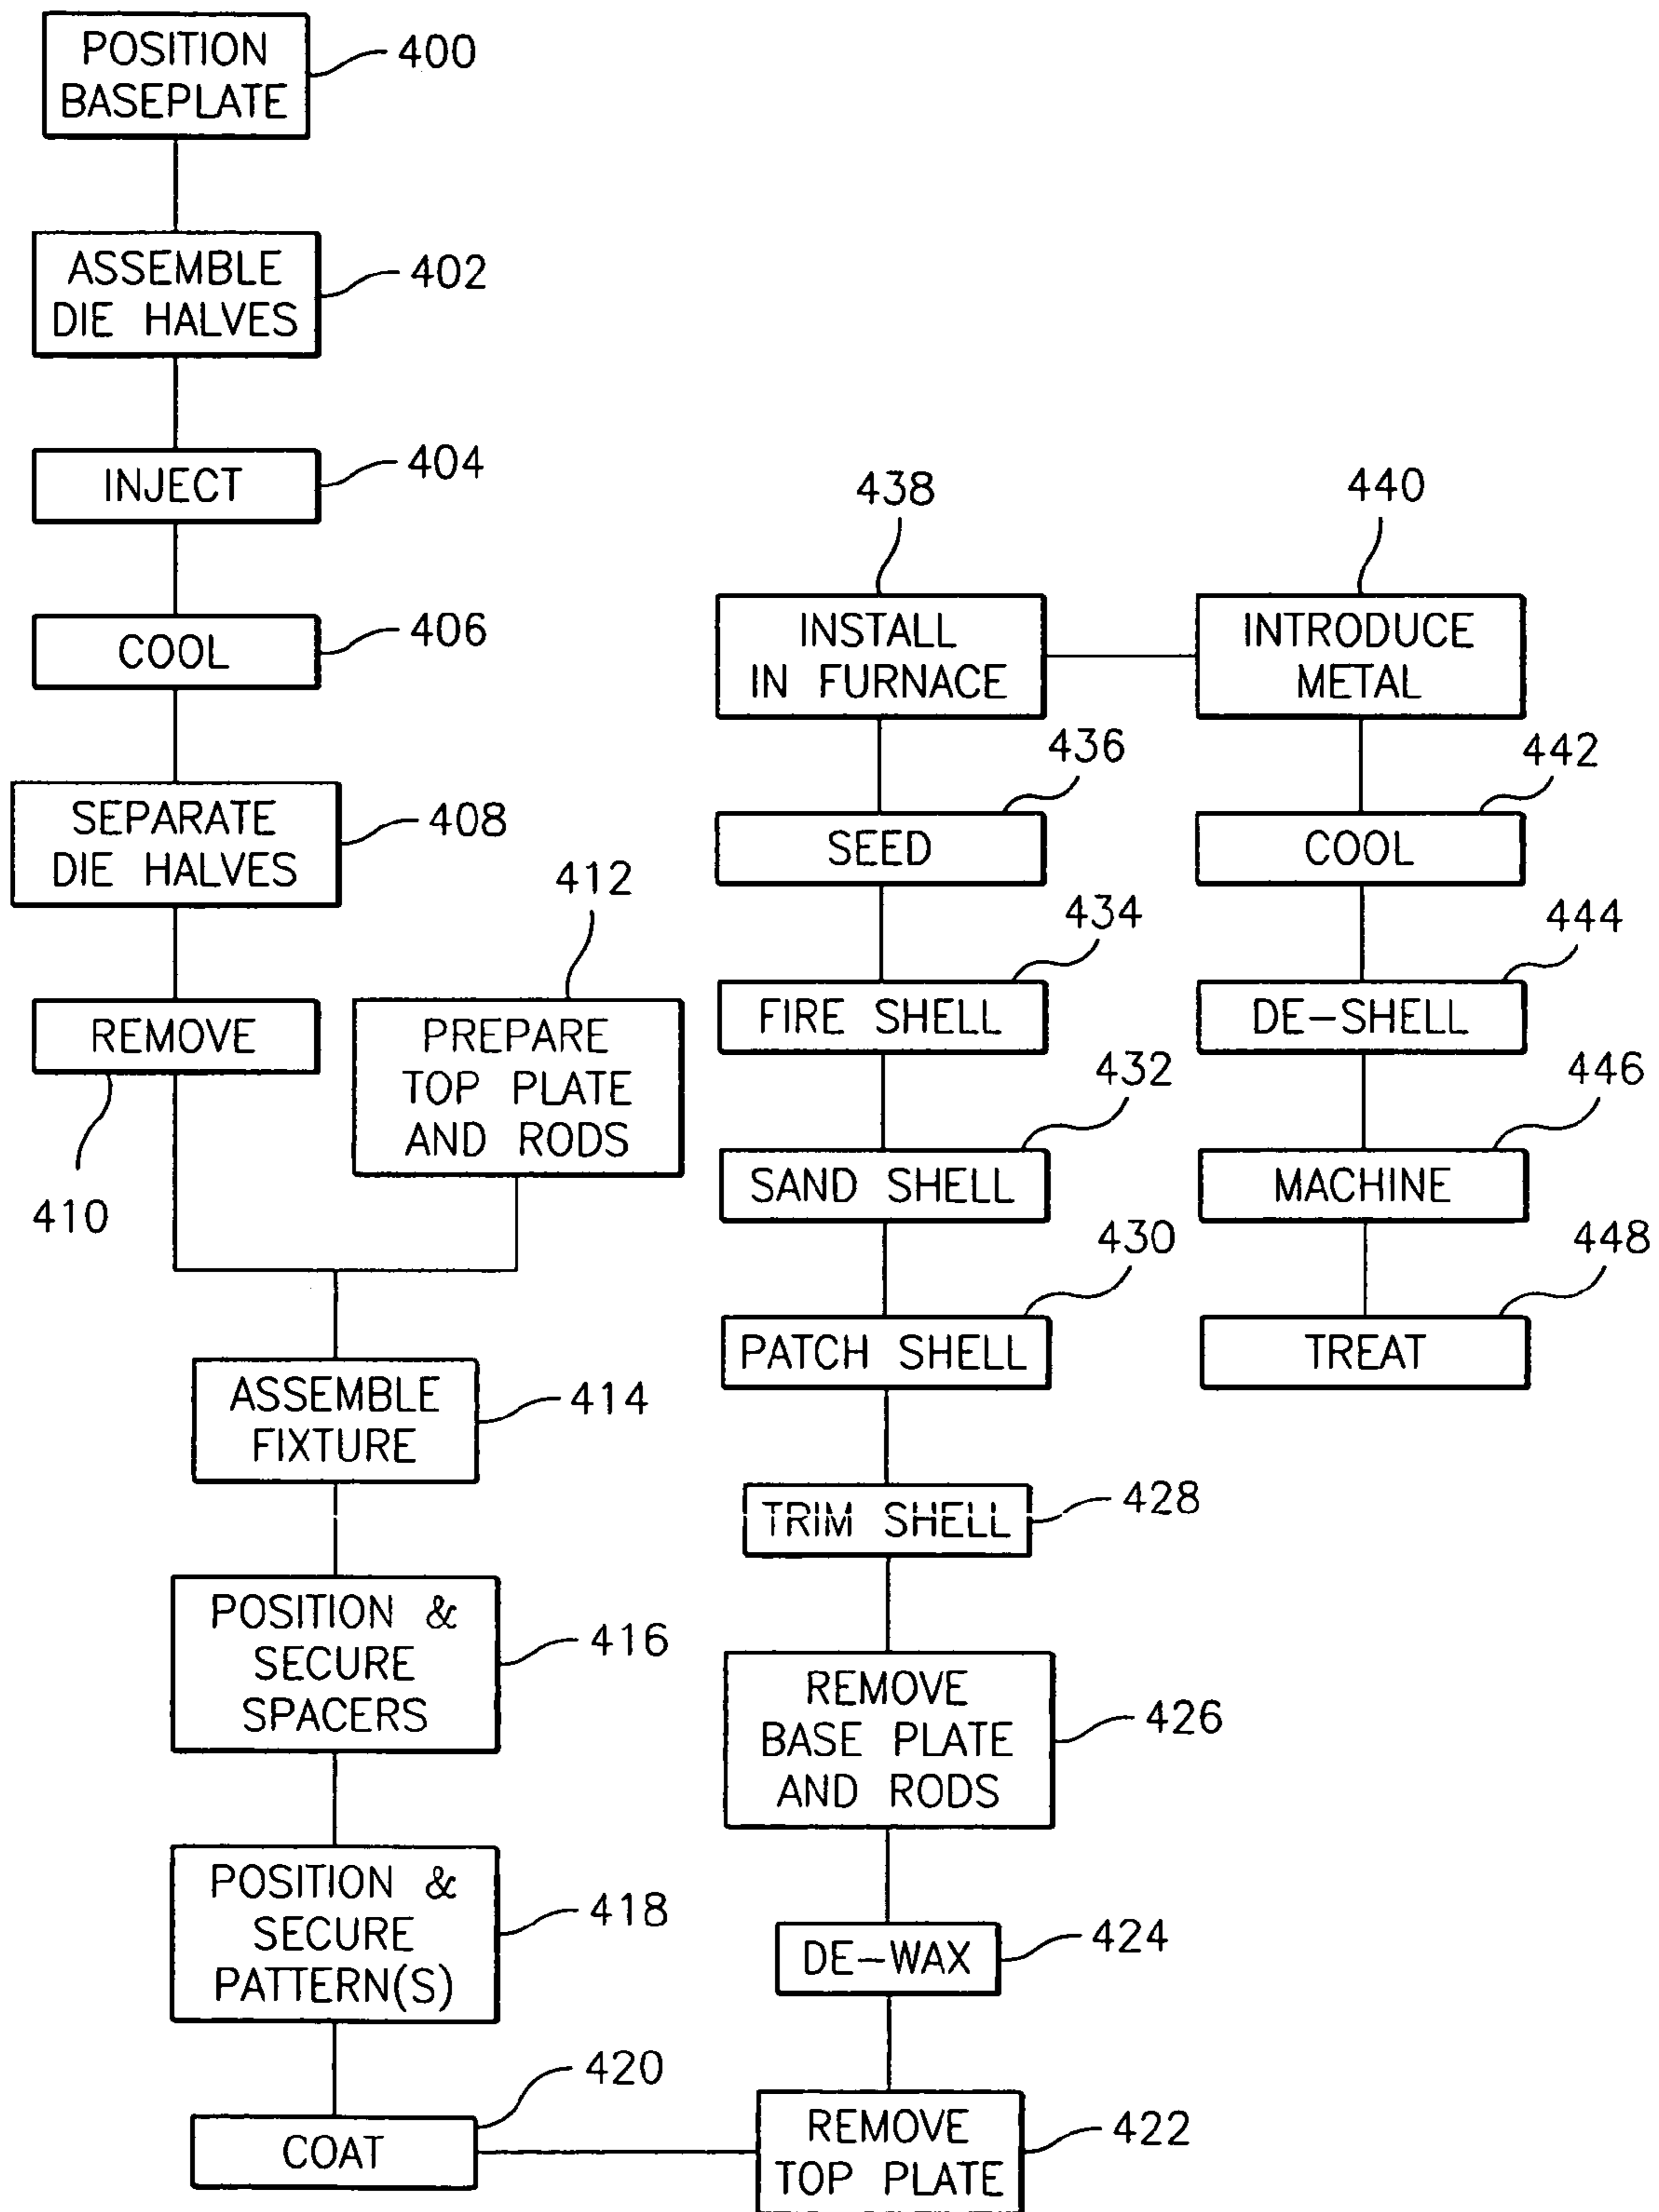 POSITION
BASEPLATE
400
ASSEMBLE
DIE HALVES
402
INJECT
404
COOL
406
SEPARATE
DIE HALVES
408
REMOVE
410
412
PREPARE
TOP PLATE
AND RODS
ASSEMBLE
FIXTURE
414
POSITION &
SECURE
SPACERS
416
POSITION &
SECURE
PATTERN(S)
418
COAT
420
REMOVE
TOP PLATE
422
DE-WAX
424
REMOVE
BASE PLATE
AND RODS
426
TRIM SHELL
428
PATCH SHELL
430
SAND SHELL
432
FIRE SHELL
434
SEED
436
INSTALL
IN FURNACE
438
INTRODUCE
METAL
440
COOL
442
DE-SHELL
444
MACHINE
446
TREAT
448